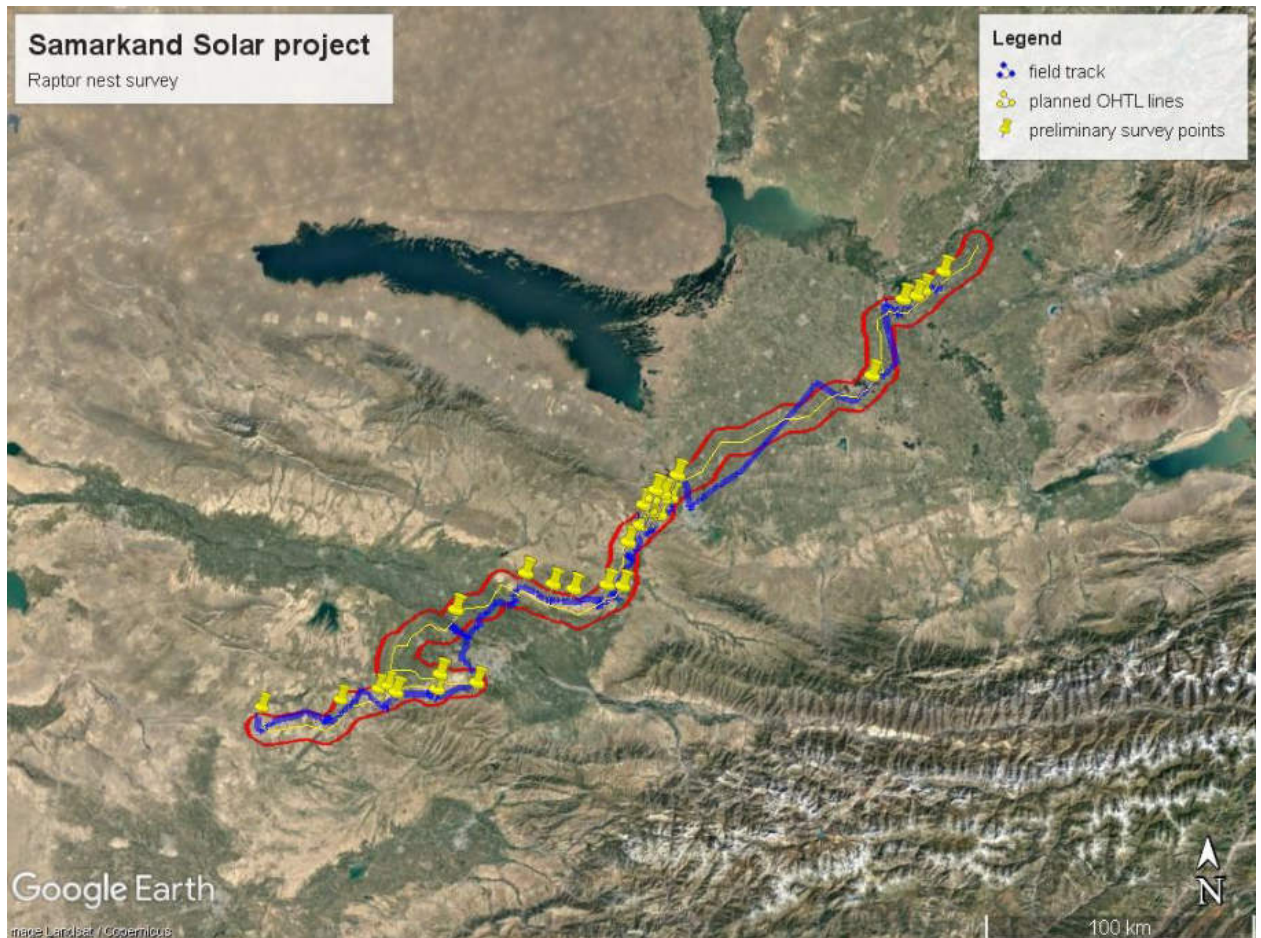 Samarkand Solar project
Raptor nest survey
Legend
field track
planned OHTL lines
preliminary survey points
Google Earth
N
Image Landsat / Copernicus
100 km